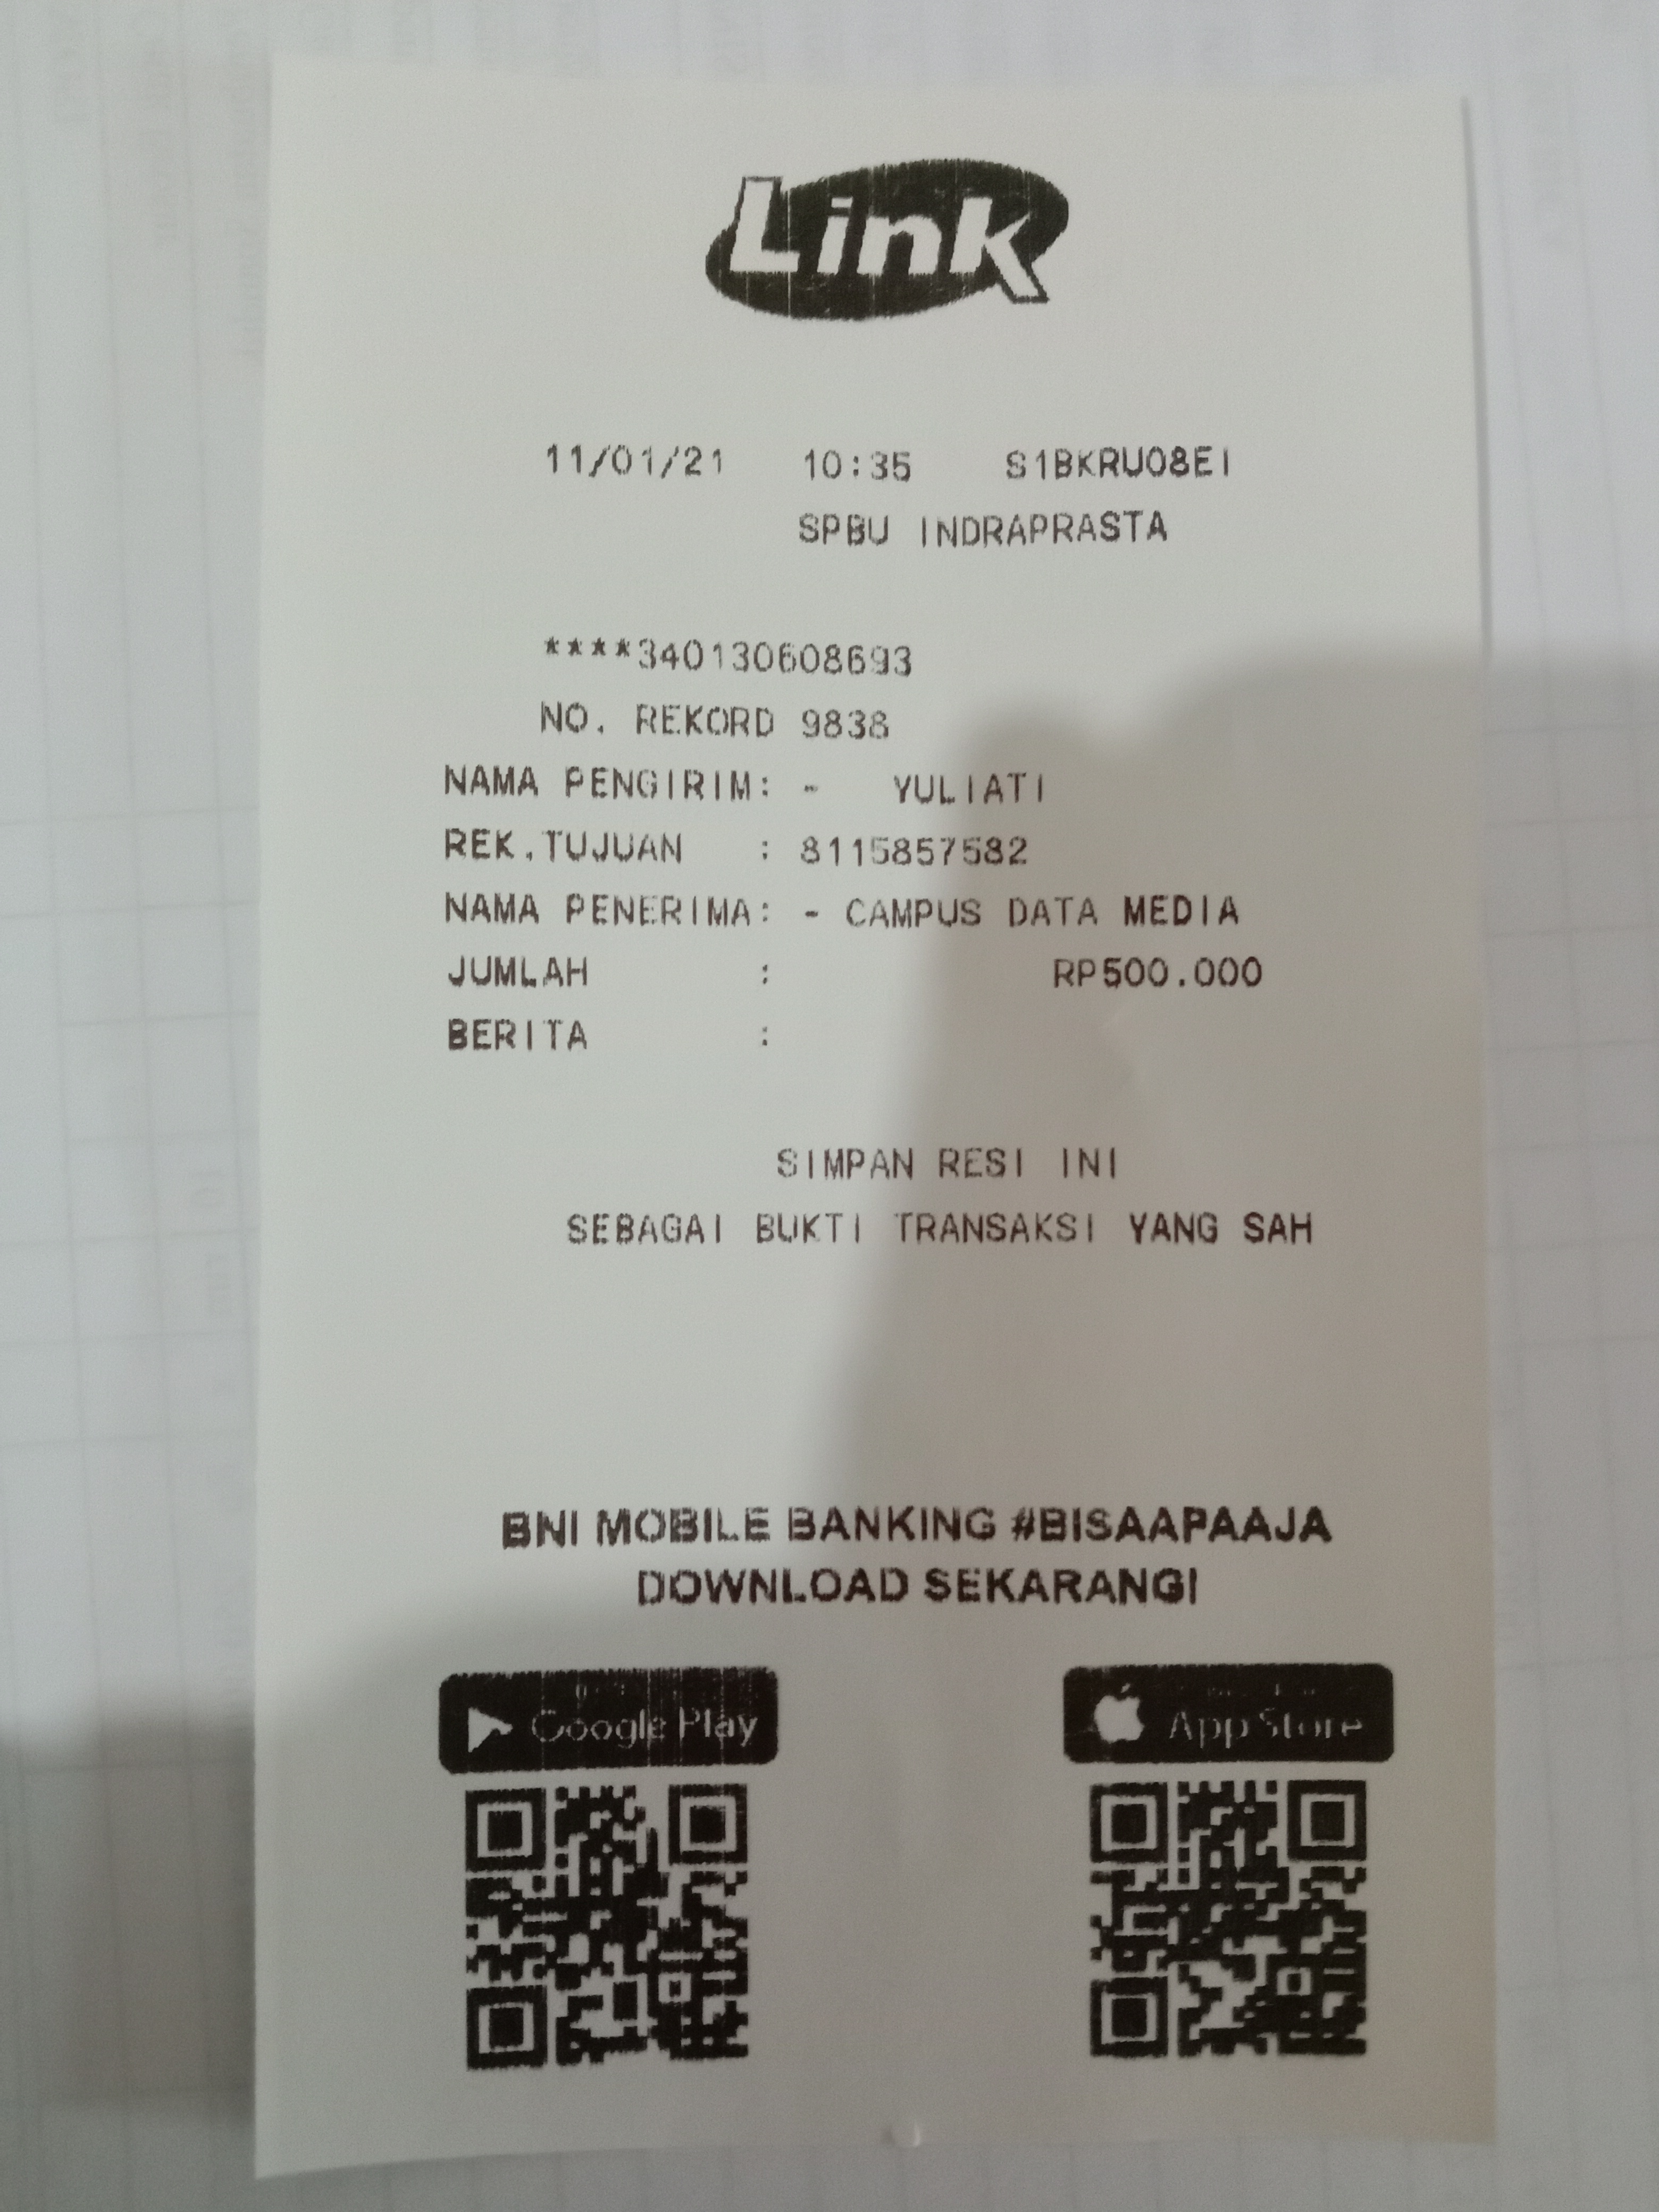 Link
11/01/21 10:35 S1BKRU08EI
SPBU INDRAPRASTA
****340130608693
NO. REKORD 9838
NAMA PENGIRIM: - YULIATI
REK.TUJUAN : 8115857582
NAMA PENERIMA: - CAMPUS DATA MEDIA
JUMLAH : RP500.000
BERITA :
SIMPAN RESI INI
SEBAGAI BUKTI TRANSAKSI YANG SAH
BNI MOBILE BANKING #BISAAPAAJA
DOWNLOAD SEKARANG!
Google Play App Store